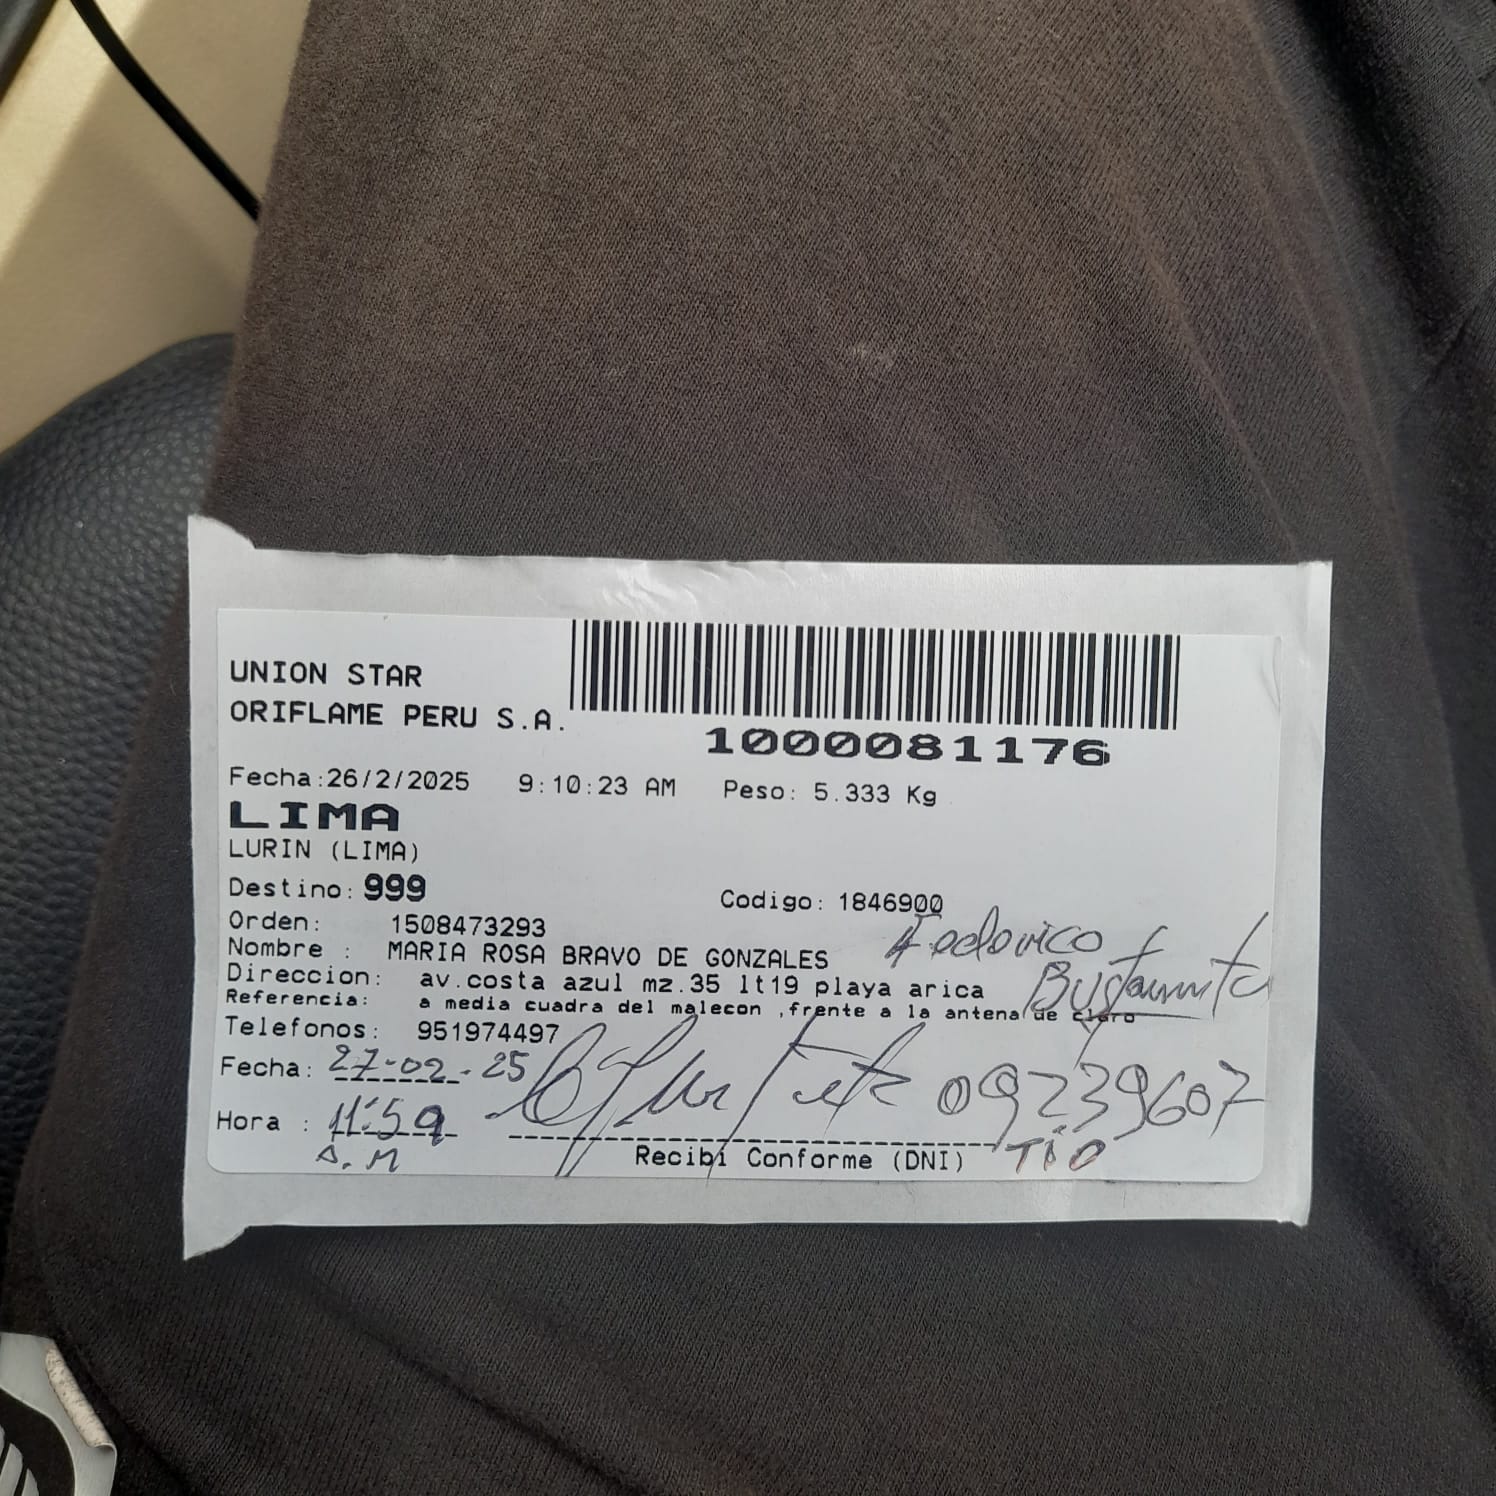 UNION STAR
ORIFLAME PERU S.A.
1000081176
Fecha:26/2/2025 9:10:23 AM Peso: 5.333 Kg
LIMA
LURIN (LIMA)
Destino: 999 Codigo: 1846900
Orden: 1508473293
Nombre : MARIA ROSA BRAVO DE GONZALES Federico
Direccion: av.costa azul mz.35 lt19 playa arica Bustamante
Referencia: a media cuadra del malecon ,frente a la antena de claro
Telefonos: 951974497
Fecha: 27-02-25
09239607
Hora : 11:59
A.M
Recibí Conforme (DNI) TÍO